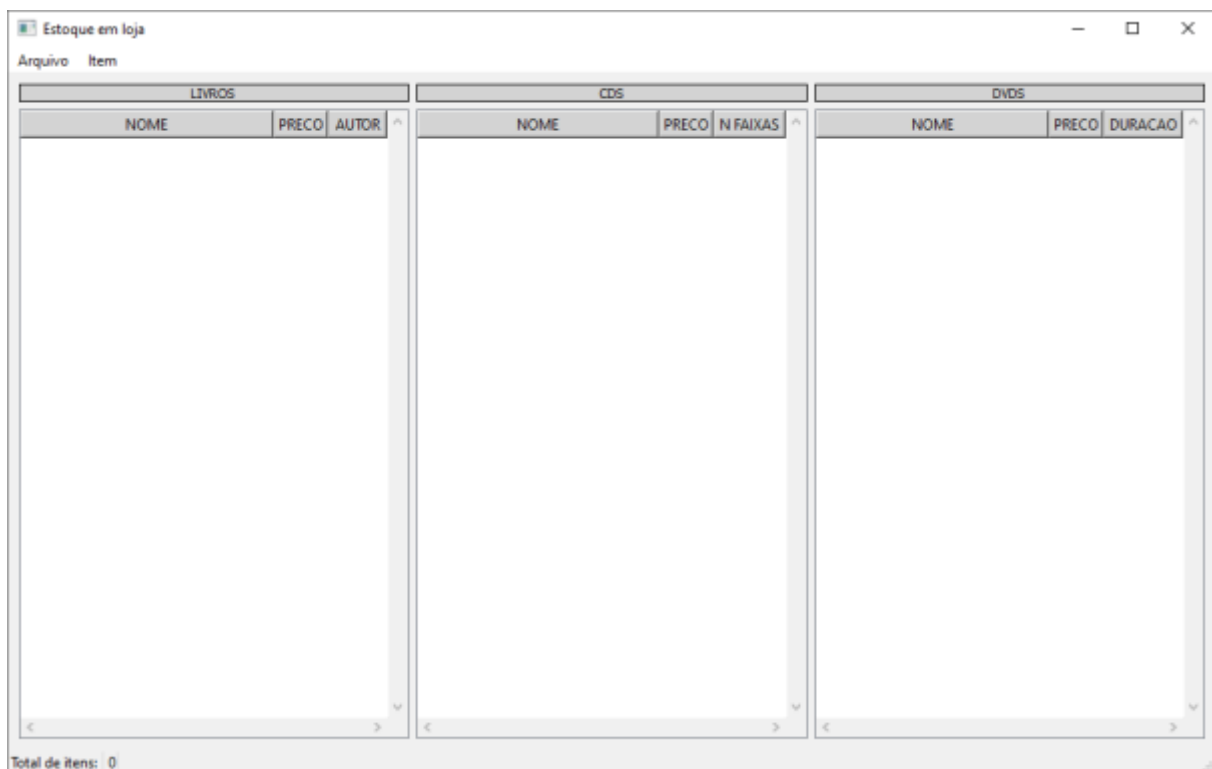 Estoque em loja
Arquivo Item
LIVROS CDS DVDS
NOME PRECO AUTOR NOME PRECO N FAIXAS NOME PRECO DURACAO
Total de itens: 0